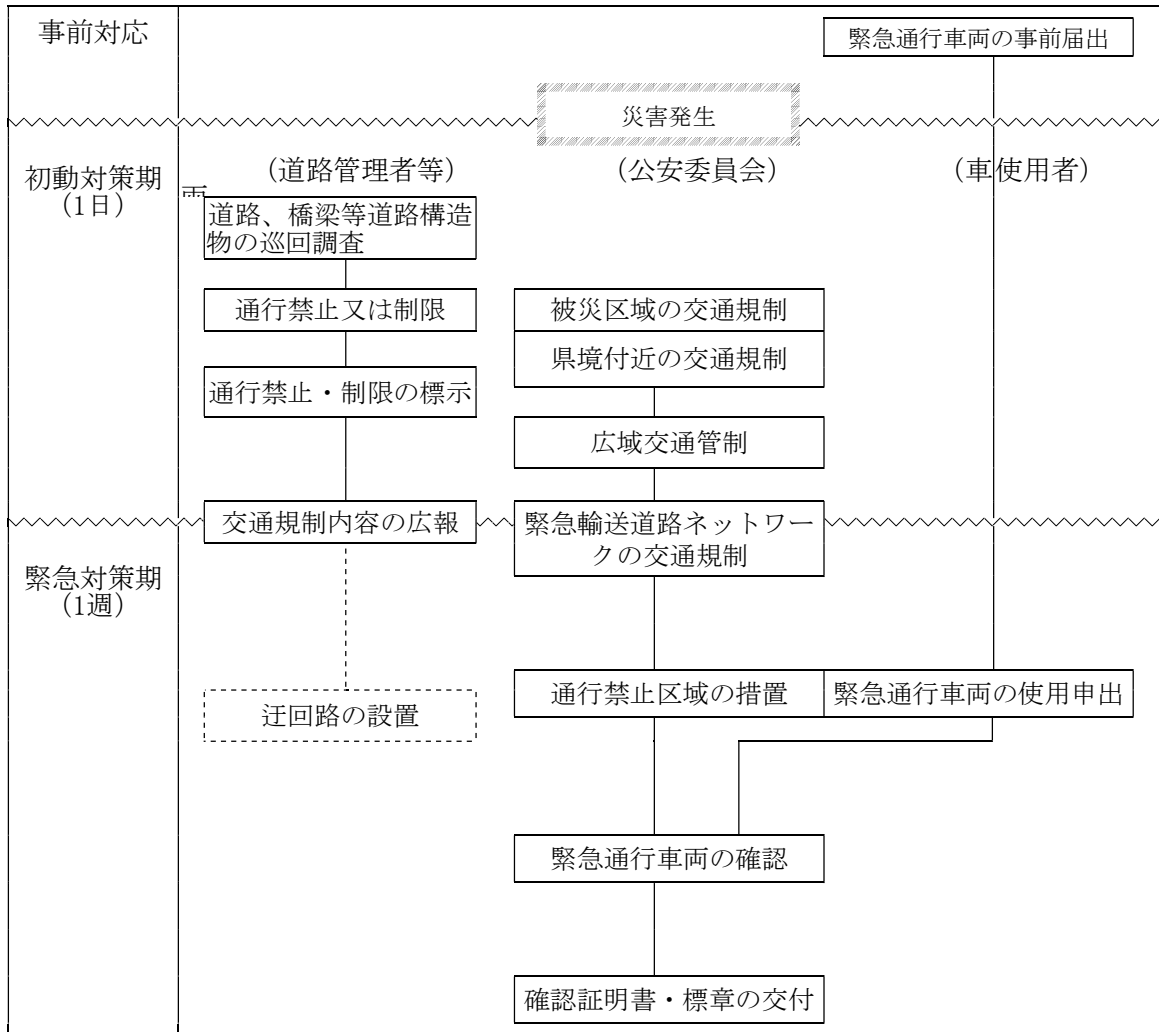 事前対応
緊急通行車両の事前届出
災害発生
初動対策期
(1日)
(道路管理者等)
(公安委員会)
(車使用者)
道路、橋梁等道路構造
物の巡回調査
通行禁止又は制限
被災区域の交通規制
県境付近の交通規制
通行禁止・制限の標示
広域交通管制
交通規制内容の広報
緊急輸送道路ネットワー
クの交通規制
緊急対策期
(1週)
迂回路の設置
通行禁止区域の措置
緊急通行車両の使用申出
緊急通行車両の確認
確認証明書・標章の交付